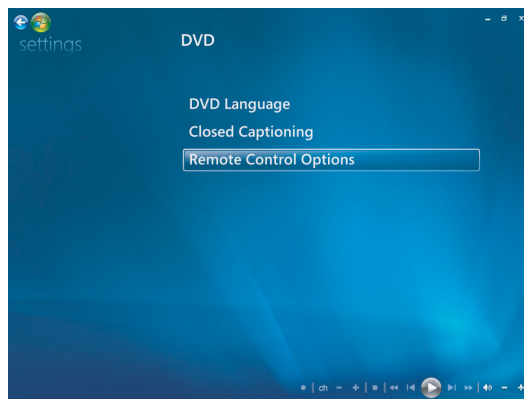 settings
DVD
DVD Language
Closed Captioning
Remote Control Options
ch